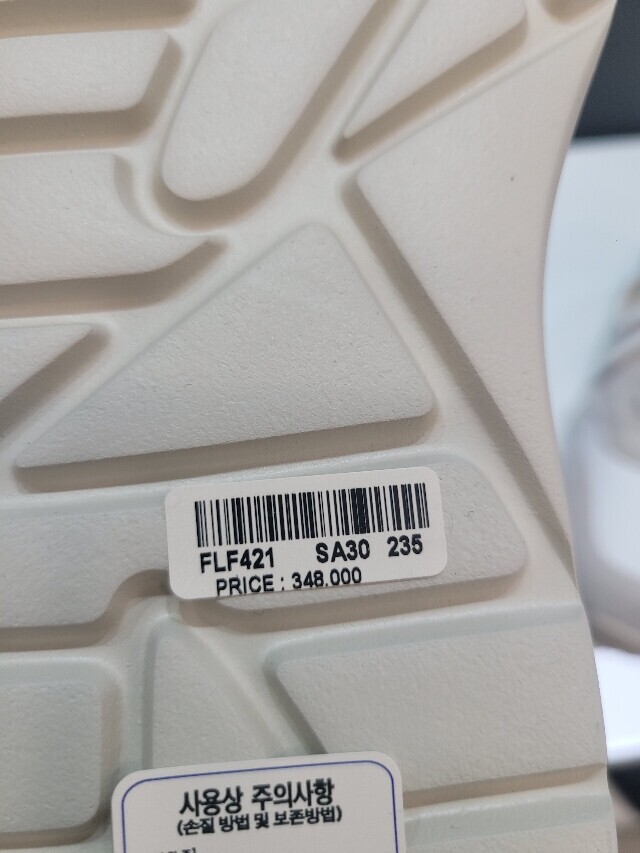 FLF421 SA30 235
PRICE : 348.000
사용상 주의사항
(손질 방법 및 보존방법)